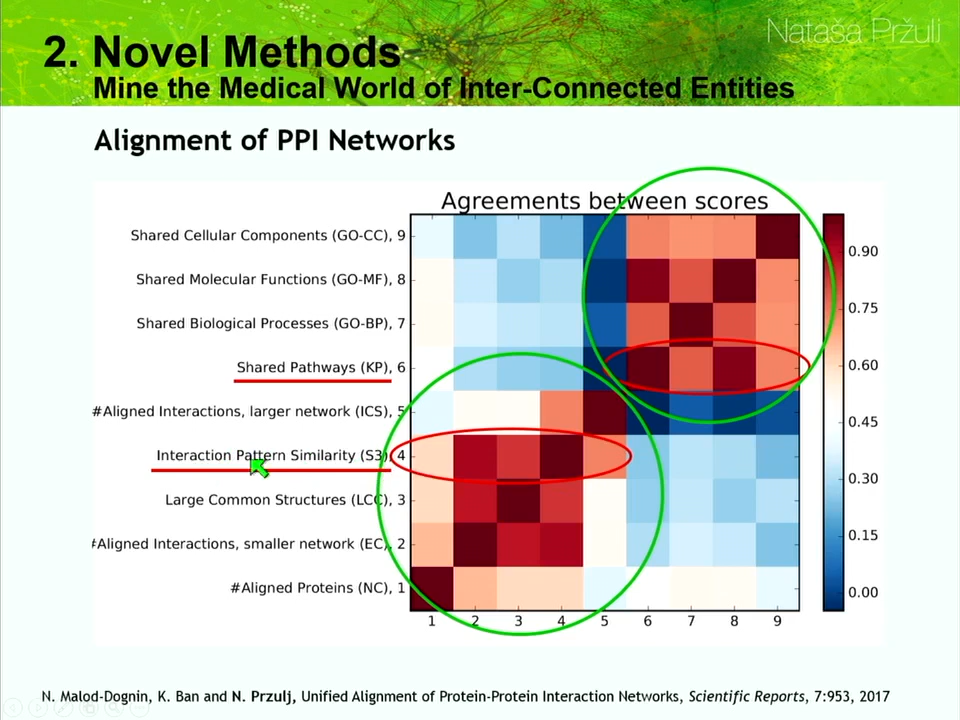 Nataša Pržulj
2. Novel Methods
Mine the Medical World of Inter-Connected Entities
Alignment of PPI Networks
Agreements between scores
Shared Cellular Components (GO-CC), 9
Shared Molecular Functions (GO-MF), 8
Shared Biological Processes (GO-BP), 7
Shared Pathways (KP), 6
#Aligned Interactions, larger network (ICS), 5
Interaction Pattern Similarity (S3), 4
Large Common Structures (LCC), 3
#Aligned Interactions, smaller network (EC), 2
#Aligned Proteins (NC), 1
1 2 3 4 5 6 7 8 9
0.90
0.75
0.60
0.45
0.30
0.15
0.00
N. Malod-Dognin, K. Ban and N. Przulj, Unified Alignment of Protein-Protein Interaction Networks, Scientific Reports, 7:953, 2017